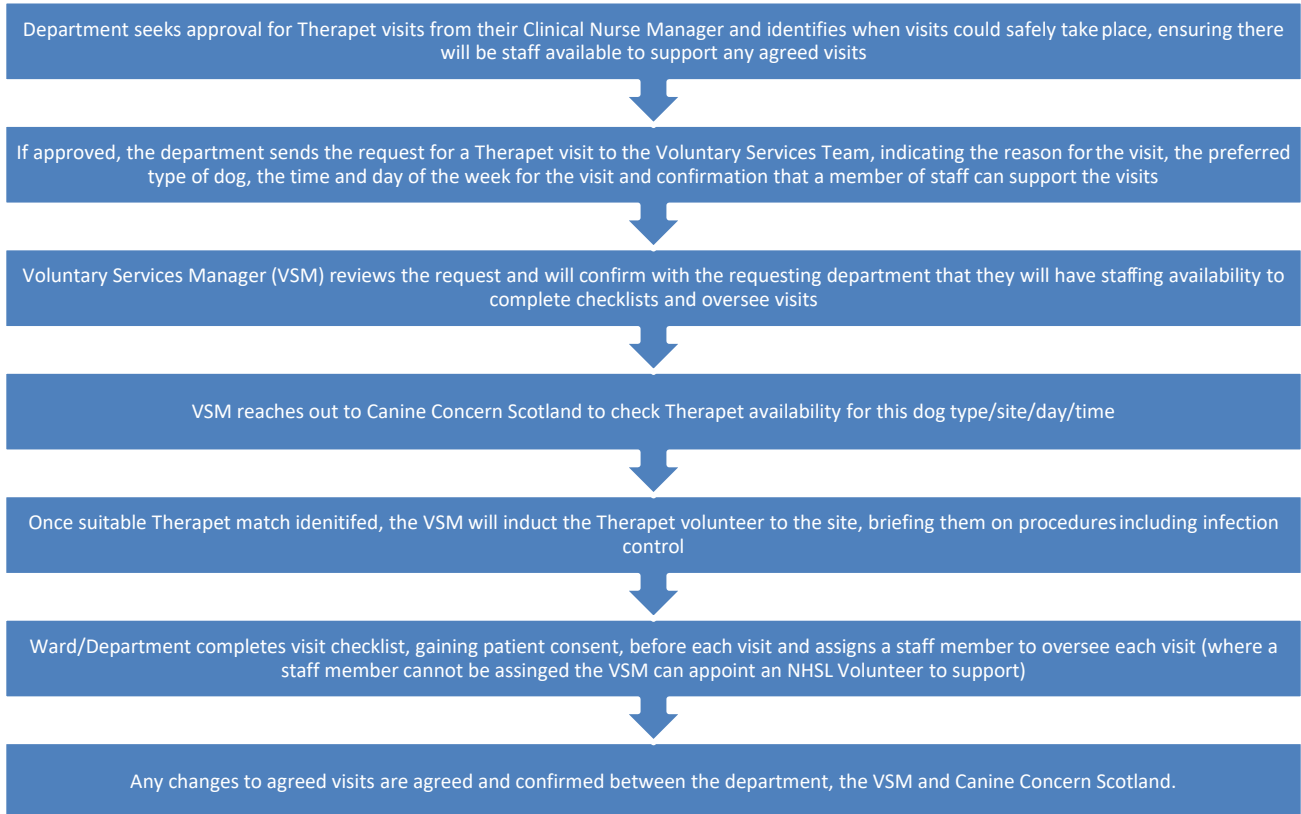 Department seeks approval for Therapet visits from their Clinical Nurse Manager and identifies when visits could safely take place, ensuring there
will be staff available to support any agreed visits
If approved, the department sends the request for a Therapet visit to the Voluntary Services Team, indicating the reason for the visit, the preferred
type of dog, the time and day of the week for the visit and confirmation that a member of staff can support the visits
Voluntary Services Manager (VSM) reviews the request and will confirm with the requesting department that they will have staffing availability to
complete checklists and oversee visits
VSM reaches out to Canine Concern Scotland to check Therapet availability for this dog type/site/day/time
Once suitable Therapet match idenitifed, the VSM will induct the Therapet volunteer to the site, briefing them on procedures including infection
control
Ward/Department completes visit checklist, gaining patient consent, before each visit and assigns a staff member to oversee each visit (where a
staff member cannot be assinged the VSM can appoint an NHSL Volunteer to support)
Any changes to agreed visits are agreed and confirmed between the department, the VSM and Canine Concern Scotland.